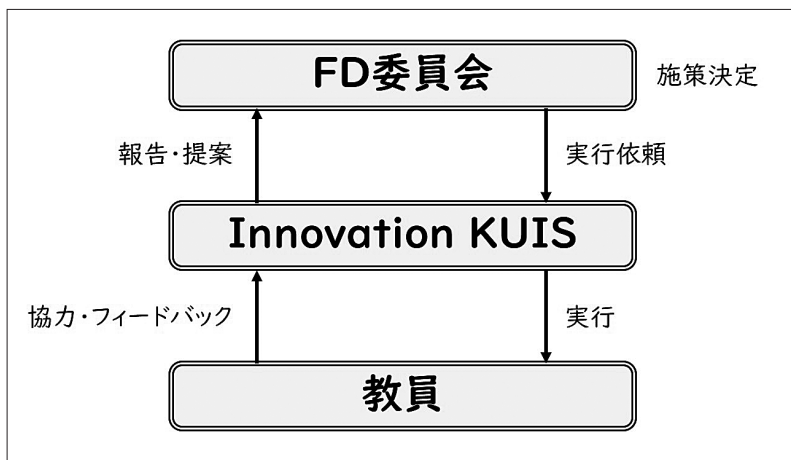 FD委員会
施策決定
報告・提案
実行依頼
Innovation KUIS
協力・フィードバック
実行
教員